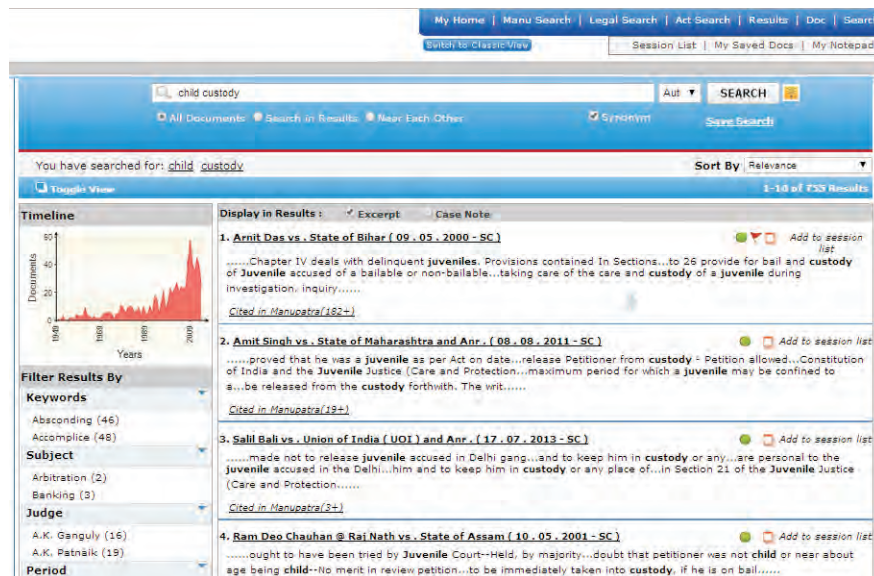 My Home | Manu Search | Legal Search | Act Search | Results | Doc | Searc
Switch to Classic View
Session List | My Saved Docs | My Notepad
child custody
Aut
SEARCH
All Documents
Search in Results
Near Each Other
Synonym
Save Search
You have searched for: child custody
Sort By Relevance
Toggle View
1-10 of 755 Results
Timeline
60
40
20
0
Documents
1949
1969
1989
2009
Years
Filter Results By
Keywords
Absconding (46)
Accomplice (48)
Subject
Arbitration (2)
Banking (3)
Judge
A.K. Ganguly (16)
A.K. Patnaik (19)
Period
Display in Results : Excerpt Case Note
1. Arnit Das vs . State of Bihar ( 09 . 05 . 2000 - SC )
Add to session list
......Chapter IV deals with delinquent juveniles. Provisions contained In Sections...to 26 provide for bail and custody
of Juvenile accused of a bailable or non-bailable...taking care of the care and custody of a juvenile during
investigation, inquiry......
Cited in Manupatra(182+)
2. Amit Singh vs . State of Maharashtra and Anr . ( 08 . 08 . 2011 - SC )
Add to session list
......proved that he was a juvenile as per Act on date...release Petitioner from custody - Petition allowed...Constitution
of India and the Juvenile Justice (Care and Protection...maximum period for which a juvenile may be confined to
a...be released from the custody forthwith. The writ......
Cited in Manupatra(19+)
3. Salil Bali vs . Union of India ( UOI ) and Anr . ( 17 . 07 . 2013 - SC )
Add to session list
......made not to release juvenile accused in Delhi gang...and to keep him in custody or any...are personal to the
juvenile accused in the Delhi...him and to keep him in custody or any place of...in Section 21 of the Juvenile Justice
(Care and Protection......
Cited in Manupatra(3+)
4. Ram Deo Chauhan @ Raj Nath vs . State of Assam ( 10 . 05 . 2001 - SC )
Add to session list
......ought to have been tried by Juvenile Court--Held, by majority...doubt that petitioner was not child or near about
age being child--No merit in review petition...to be immediately taken into custody, if he is on bail......